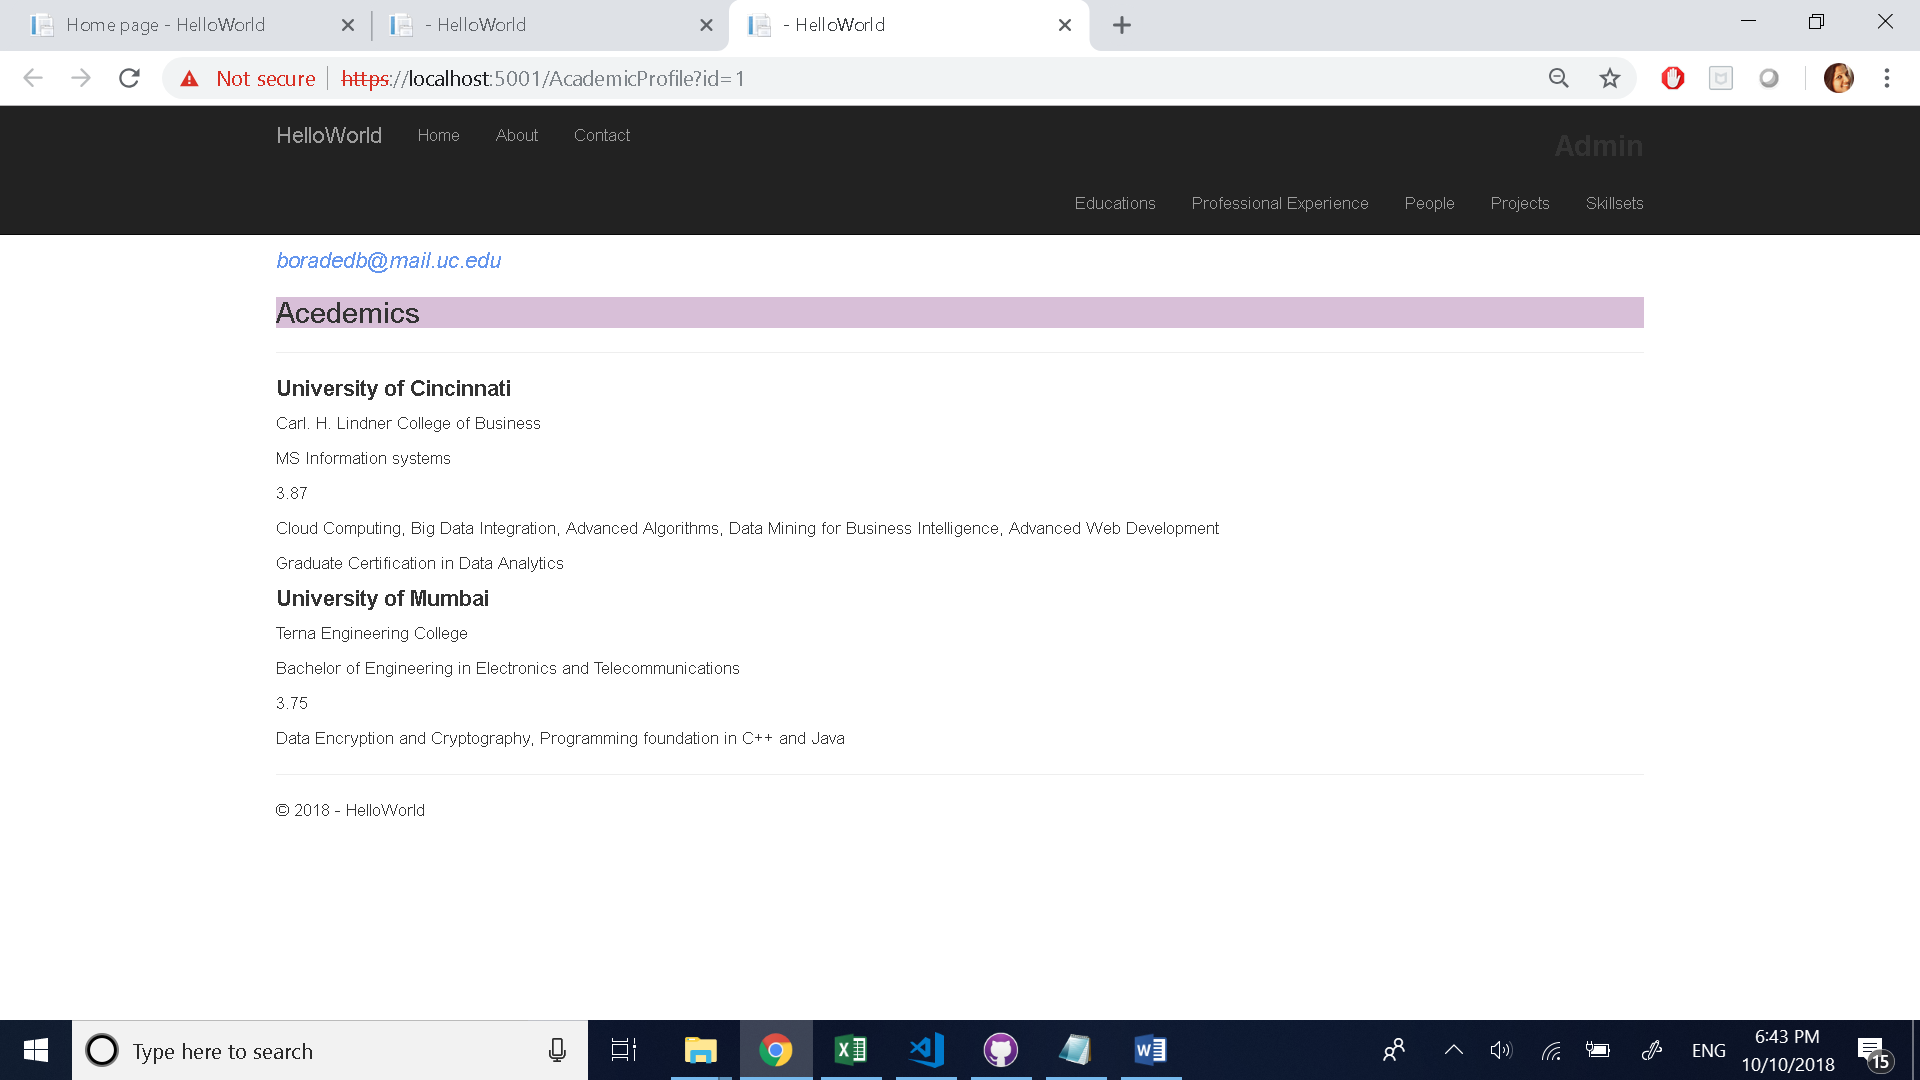 Home page - HelloWorld
- HelloWorld
- HelloWorld
Not secure
https://localhost:5001/AcademicProfile?id=1
HelloWorld Home About Contact
Admin
Educations Professional Experience People Projects Skillsets
boradedb@mail.uc.edu
Acedemics
University of Cincinnati
Carl. H. Lindner College of Business
MS Information systems
3.87
Cloud Computing, Big Data Integration, Advanced Algorithms, Data Mining for Business Intelligence, Advanced Web Development
Graduate Certification in Data Analytics
University of Mumbai
Terna Engineering College
Bachelor of Engineering in Electronics and Telecommunications
3.75
Data Encryption and Cryptography, Programming foundation in C++ and Java
© 2018 - HelloWorld
Type here to search
ENG
6:43 PM
10/10/2018
15